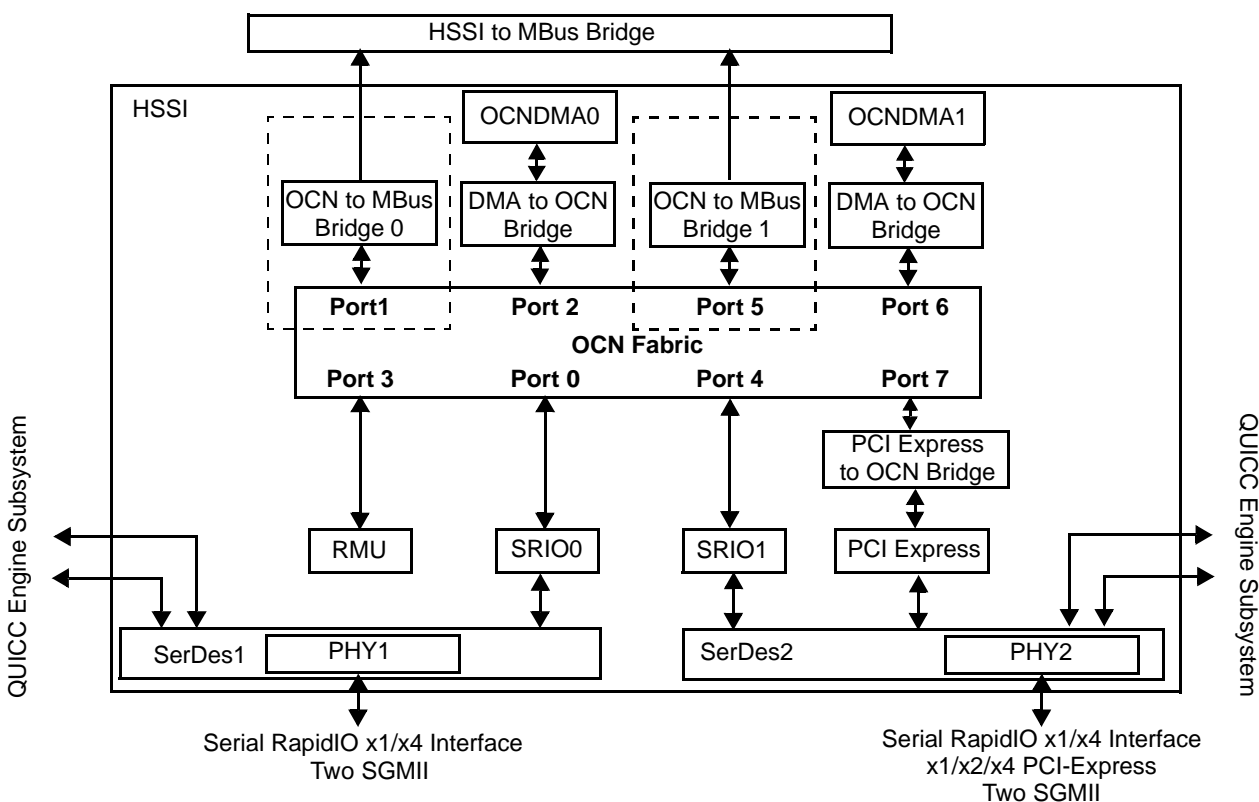 HSSI to MBus Bridge
HSSI
OCNDMA0
OCNDMA1
OCN to MBus
Bridge 0
DMA to OCN
Bridge
OCN to MBus
Bridge 1
DMA to OCN
Bridge
Port1
Port 2
Port 5
Port 6
OCN Fabric
Port 3
Port 0
Port 4
Port 7
PCI Express
to OCN Bridge
RMU
SRIO0
SRIO1
PCI Express
QUICC Engine Subsystem
QUICC Engine Subsystem
SerDes1
PHY1
SerDes2
PHY2
Serial RapidIO x1/x4 Interface
Two SGMII
Serial RapidIO x1/x4 Interface
x1/x2/x4 PCI-Express
Two SGMII